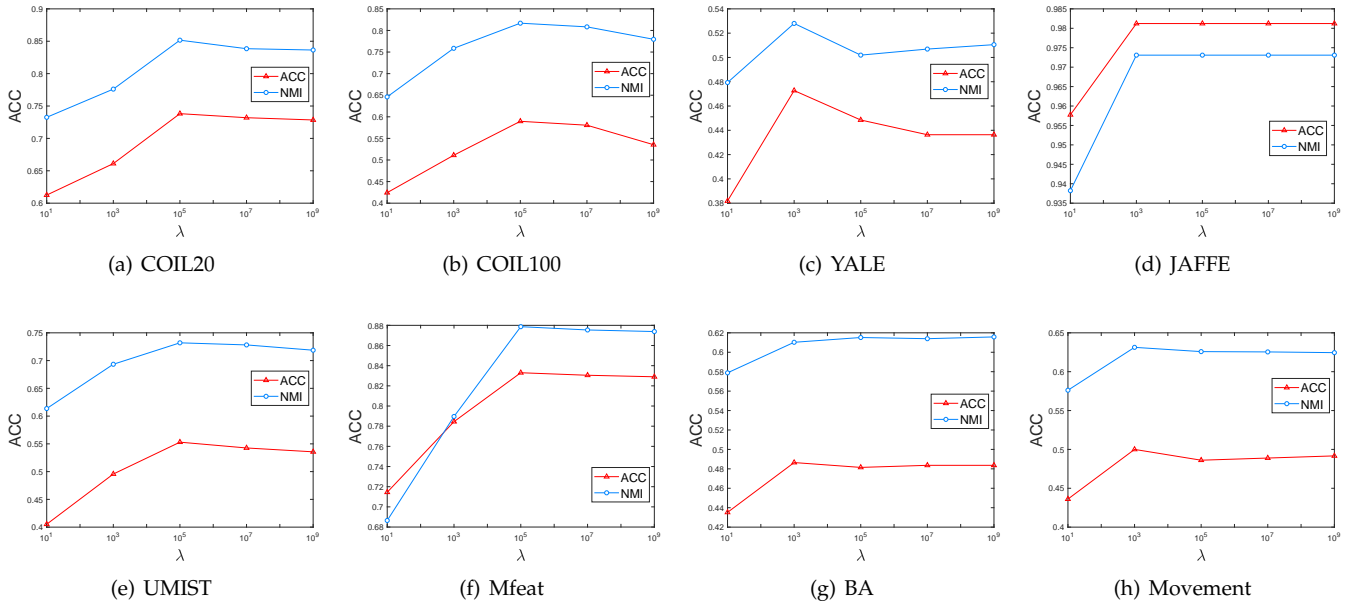 0.9
0.85
0.8
0.75
0.7
0.65
0.6
ACC
10^1 10^3 10^5 10^7 10^9
λ
ACC
NMI
(a) COIL20
0.85
0.8
0.75
0.7
0.65
0.6
0.55
0.5
0.45
0.4
ACC
10^1 10^3 10^5 10^7 10^9
λ
ACC
NMI
(b) COIL100
0.54
0.52
0.5
0.48
0.46
0.44
0.42
0.4
0.38
ACC
10^1 10^3 10^5 10^7 10^9
λ
ACC
NMI
(c) YALE
0.985
0.98
0.975
0.97
0.965
0.96
0.955
0.95
0.945
0.94
0.935
ACC
10^1 10^3 10^5 10^7 10^9
λ
ACC
NMI
(d) JAFFE
0.75
0.7
0.65
0.6
0.55
0.5
0.45
0.4
ACC
10^1 10^3 10^5 10^7 10^9
λ
ACC
NMI
(e) UMIST
0.88
0.86
0.84
0.82
0.8
0.78
0.76
0.74
0.72
0.7
0.68
ACC
10^1 10^3 10^5 10^7 10^9
λ
ACC
NMI
(f) Mfeat
0.62
0.6
0.58
0.56
0.54
0.52
0.5
0.48
0.46
0.44
0.42
ACC
10^1 10^3 10^5 10^7 10^9
λ
ACC
NMI
(g) BA
0.65
0.6
0.55
0.5
0.45
0.4
ACC
10^1 10^3 10^5 10^7 10^9
λ
ACC
NMI
(h) Movement